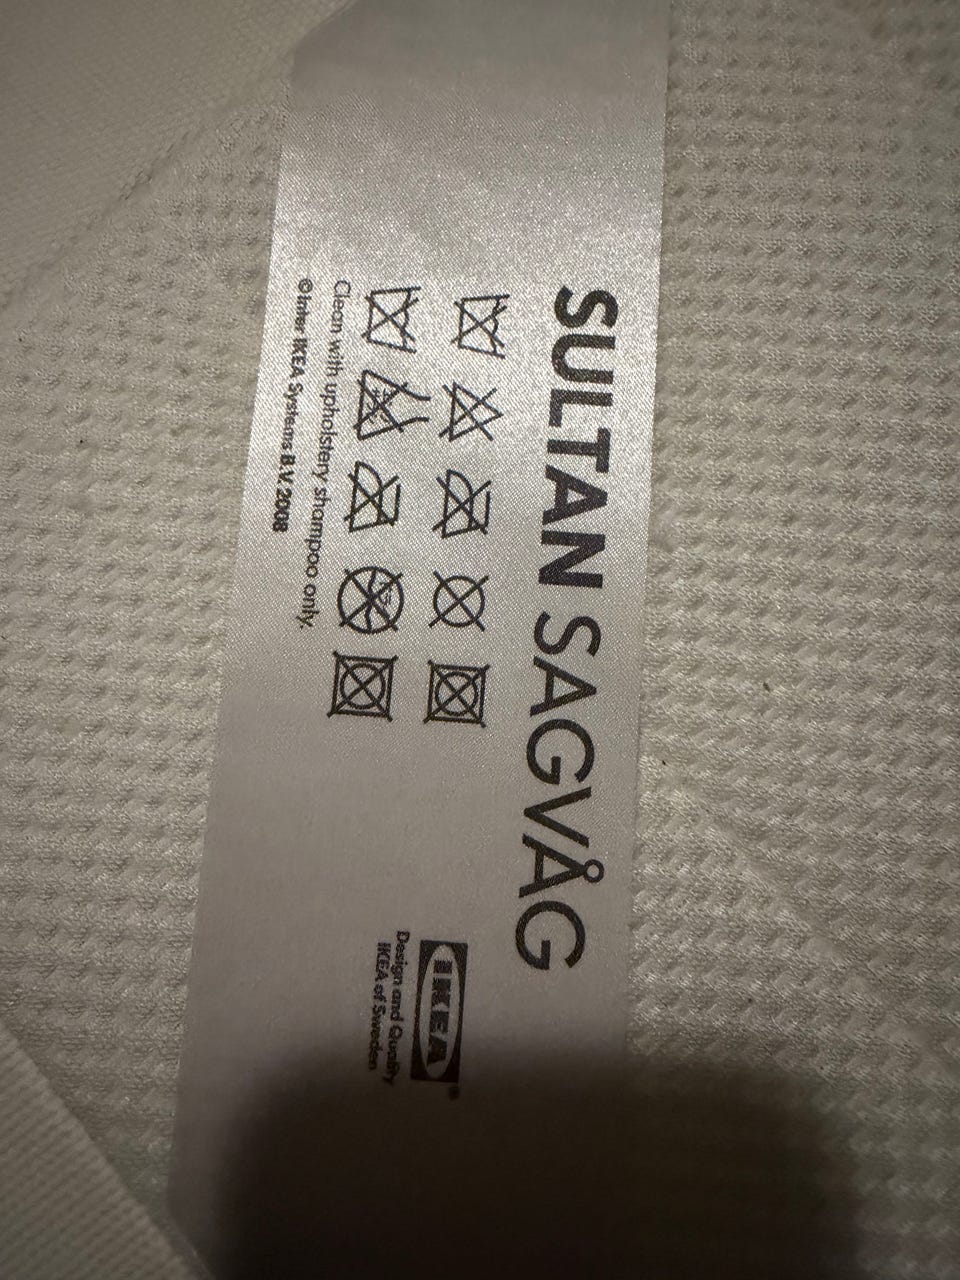 SULTAN SAGVÅG
Clean with upholstery shampoo only.
©Inter IKEA Systems B.V. 2008
IKEA®
Design and Quality
IKEA of Sweden